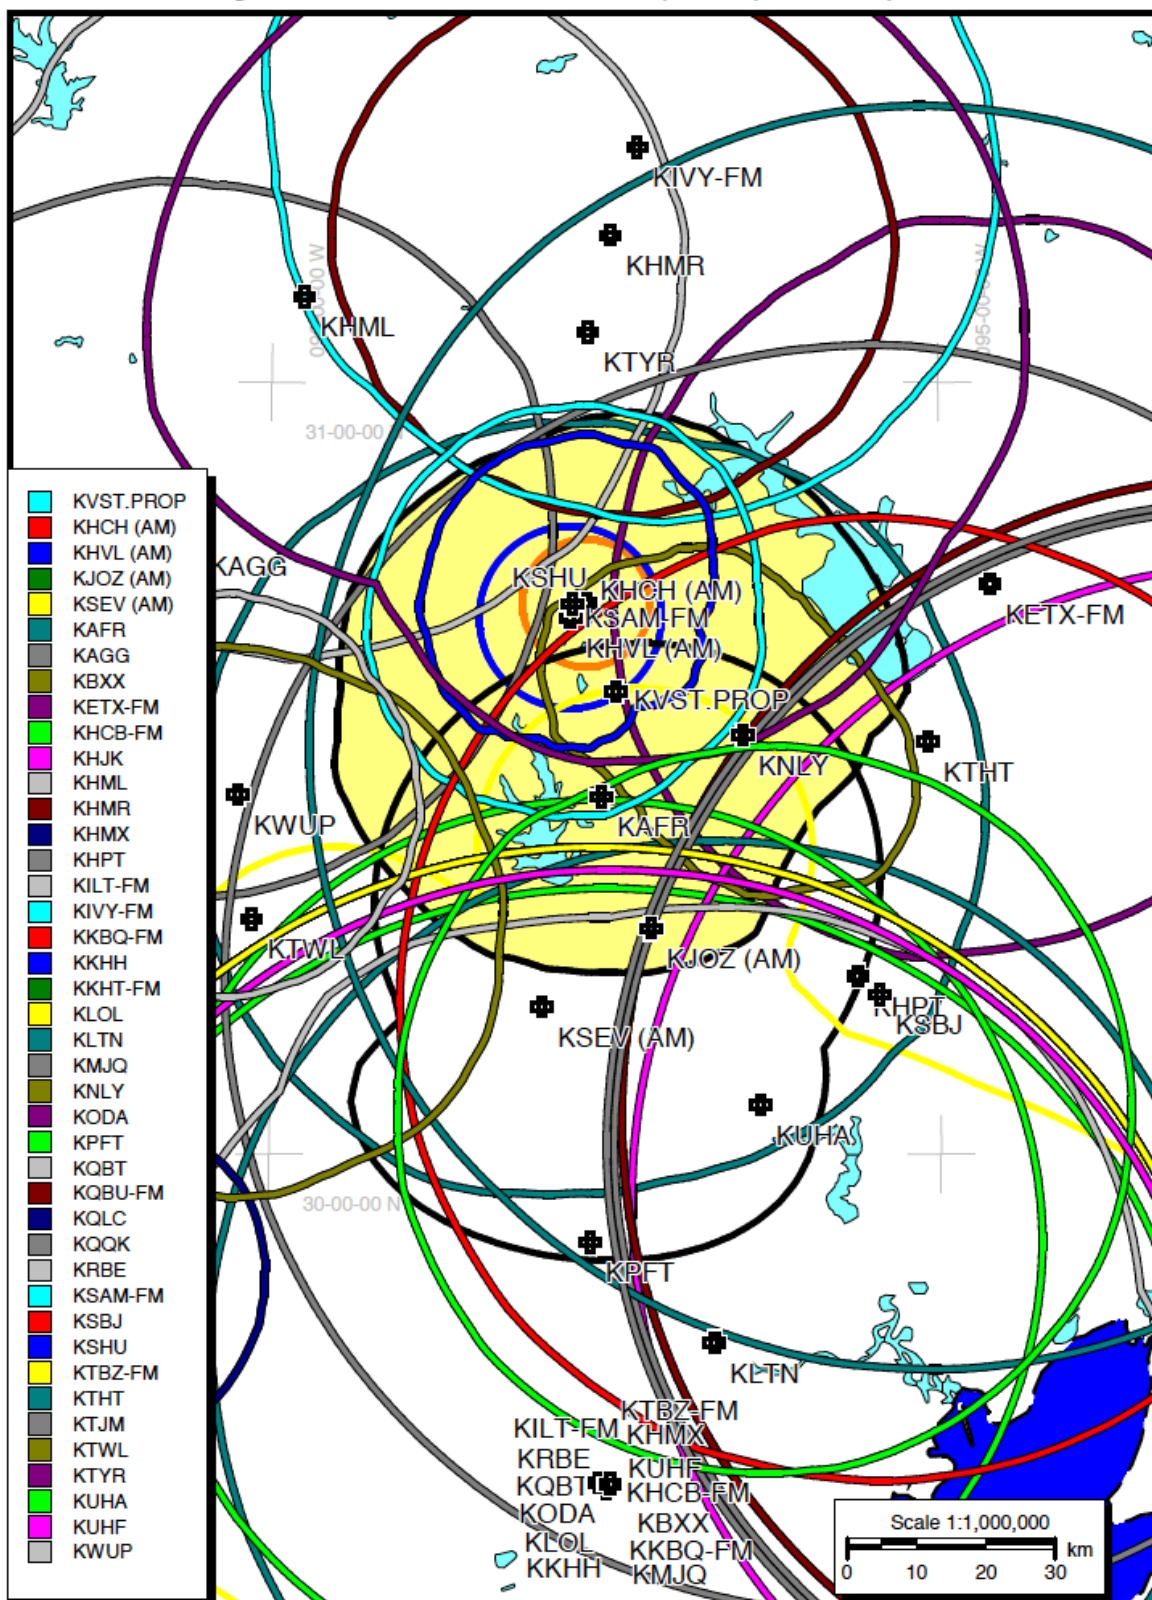 KIVY-FM
KHMR
KHML
KTYR
095-00-00 W
31-00-00 N
KVST.PROP
KHCH (AM)
KHVL (AM)
KJOZ (AM)
KSEV (AM)
KAFR
KAGG
KBXX
KETX-FM
KHCB-FM
KHJK
KHML
KHMR
KHMX
KHPT
KILT-FM
KIVY-FM
KKBQ-FM
KKHH
KKHT-FM
KLOL
KLTN
KMJQ
KNLY
KODA
KPFT
KQBT
KQBU-FM
KQLC
KQQK
KRBE
KSAM-FM
KSBJ
KSHU
KTBZ-FM
KTHT
KTJM
KTWL
KTYR
KUHA
KUHF
KWUP
KAGG
KSHU
KHCH (AM)
KSAM-FM
KHVL (AM)
KETX-FM
KVST.PROP
KNLY
KTHT
KWUP
KAFR
KTWL
KJOZ (AM)
KHPT
KSBJ
KSEV (AM)
KUHA
30-00-00 N
KPFT
KLTN
KTBZ-FM
KILT-FM
KHMX
KRBE
KUHF
KQBT
KHCB-FM
KODA
KBXX
KLOL
KKBQ-FM
KKHH
KMJQ
Scale 1:1,000,000
km
0 10 20 30